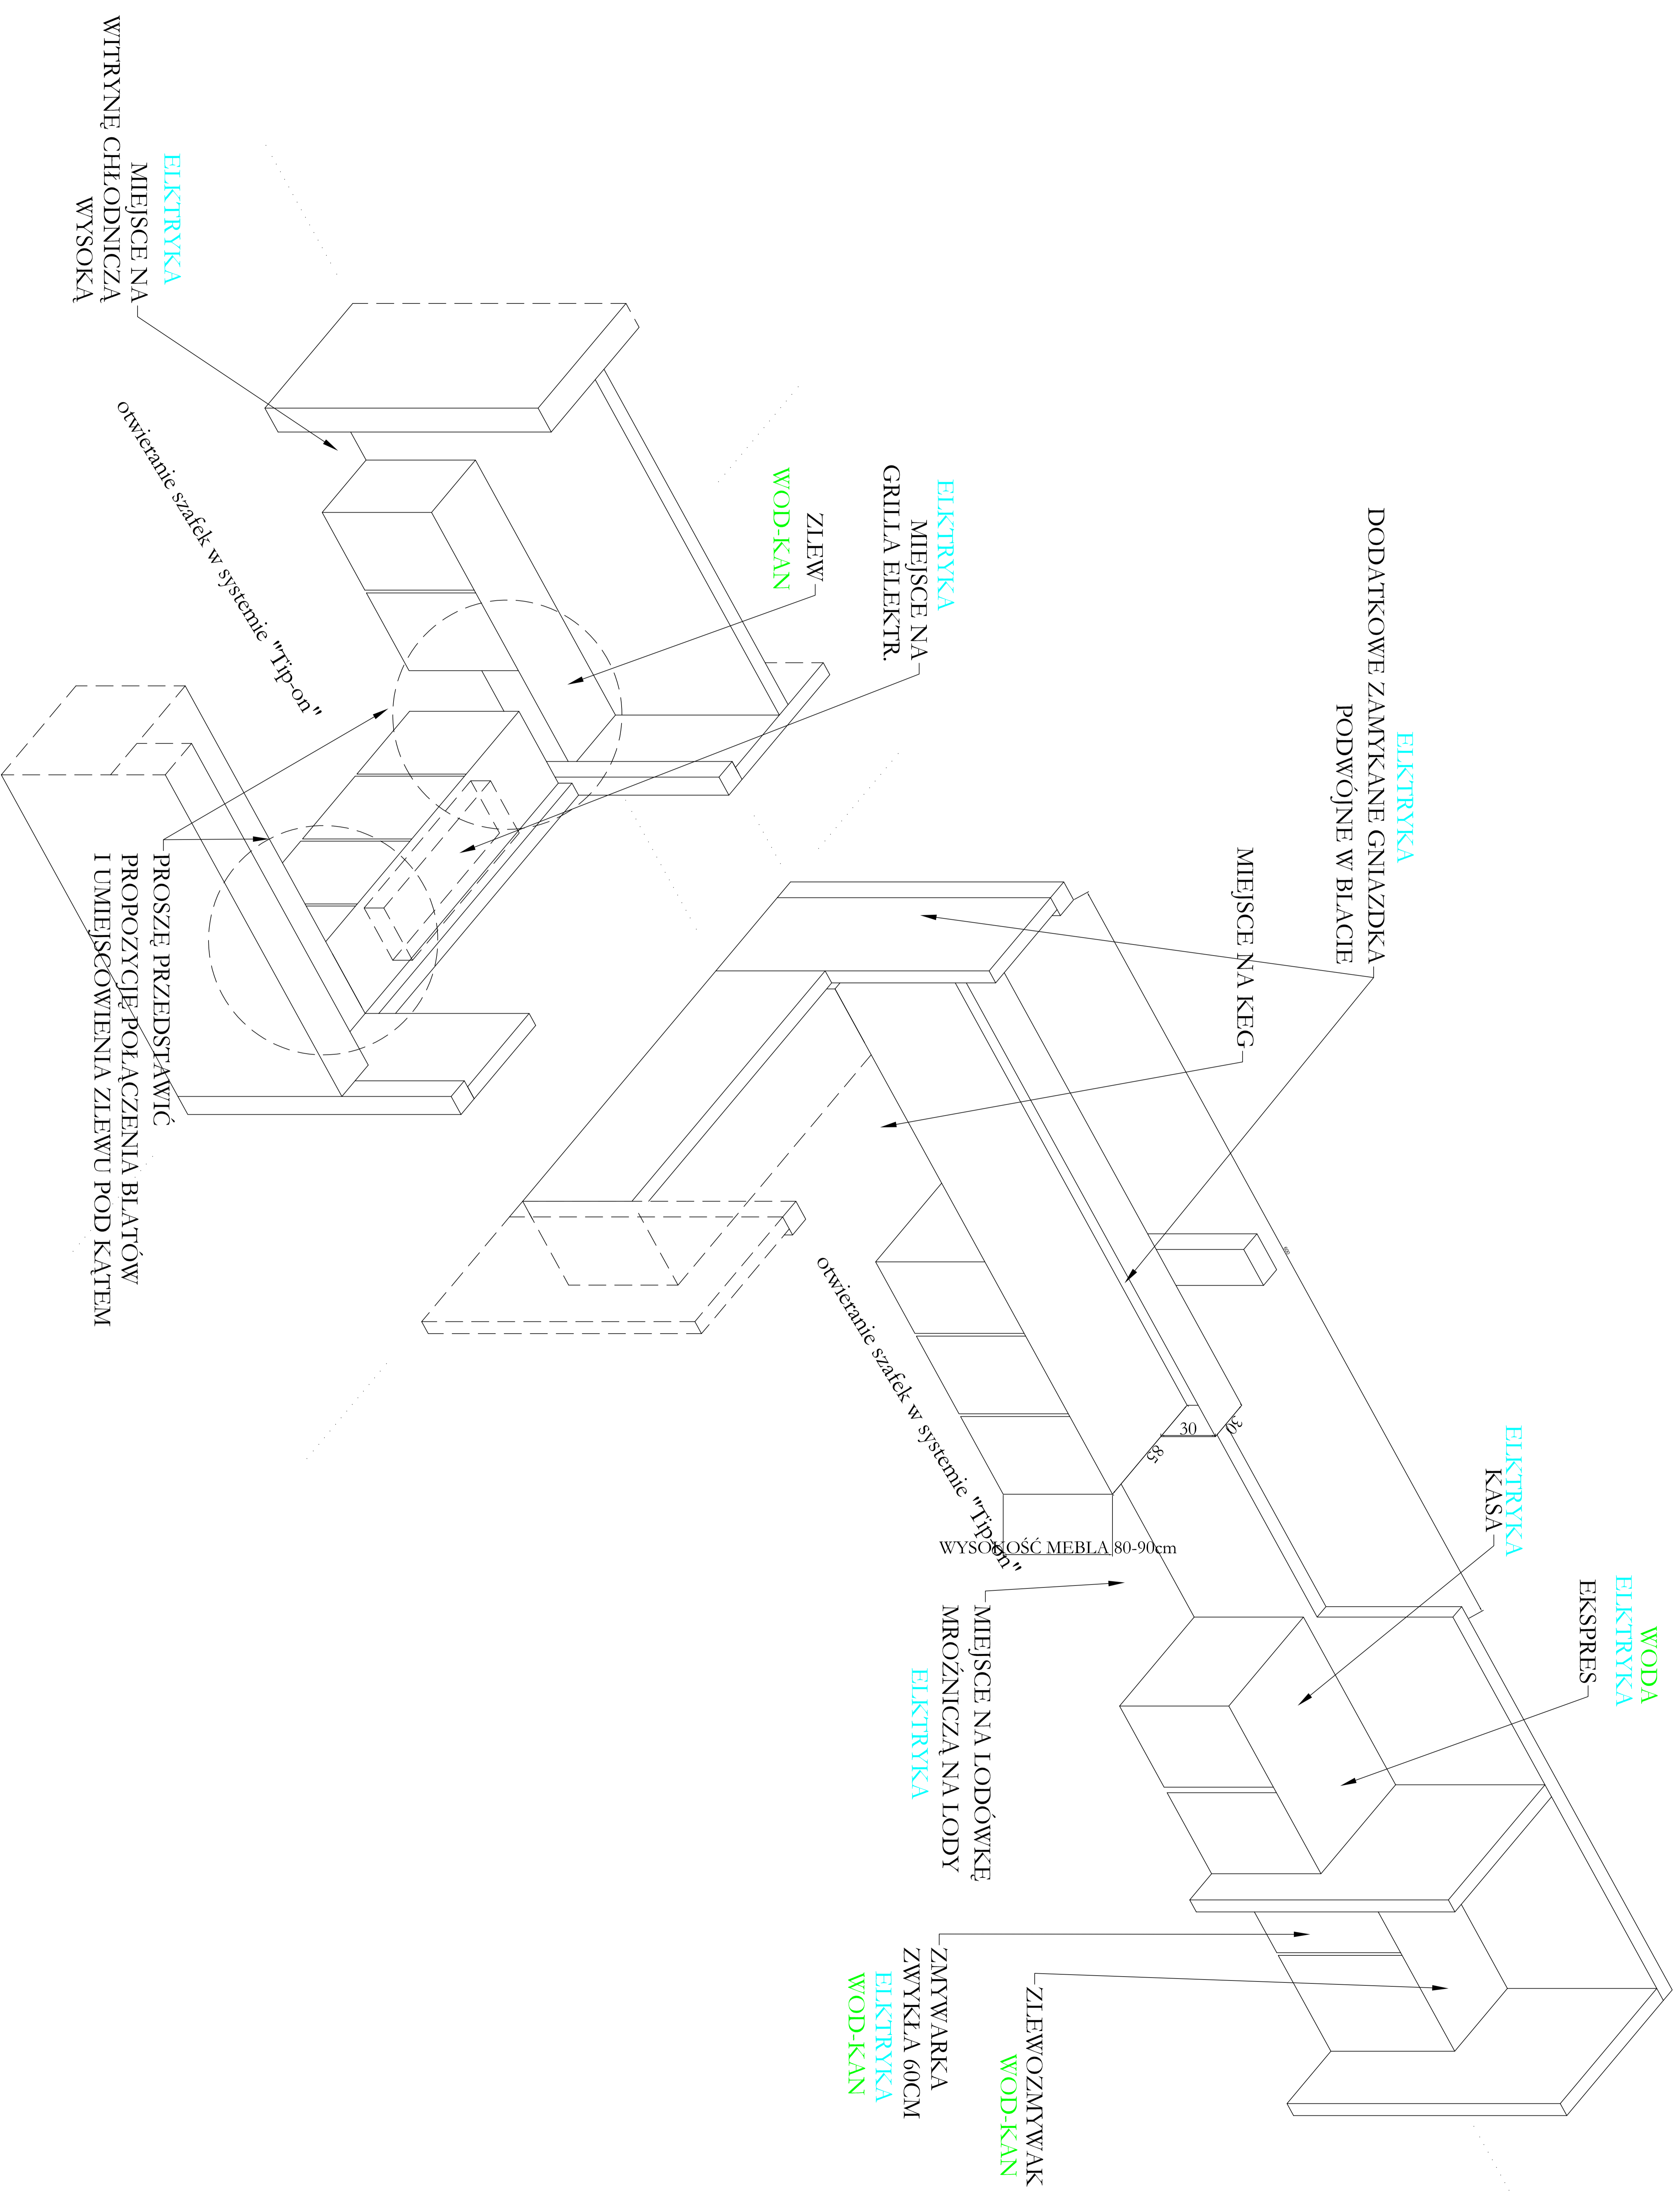 WODA
ELKTRYKA
EKSPRES
ELKTRYKA
KASA
ELKTRYKA
DODATKOWE ZAMYKANE GNIAZDKA
PODWÓJNE W BLACIE
MIEJSCE NA KEG
ELKTRYKA
MIEJSCE NA
GRILLA ELEKTR.
ZLEW
WOD-KAN
ELKTRYKA
MIEJSCE NA
WITRYNĘ CHŁODNICZĄ
WYSOKĄ
otwieranie szafek w systemie "Tip-on"
PROSZĘ PRZEDSTAWIĆ
PROPOZYCJĘ POŁĄCZENIA BLATÓW
I UMIEJSCOWIENIA ZLEWU POD KĄTEM
otwieranie szafek w systemie "Tip-on"
30
30
WYSOKOŚĆ MEBLA 80-90cm
MIEJSCE NA LODÓWKĘ
MROŹNICZĄ NA LODY
ELKTRYKA
ZLEWOZMYWAK
WOD-KAN
ZMYWARKA
ZWYKŁA 60CM
ELKTRYKA
WOD-KAN